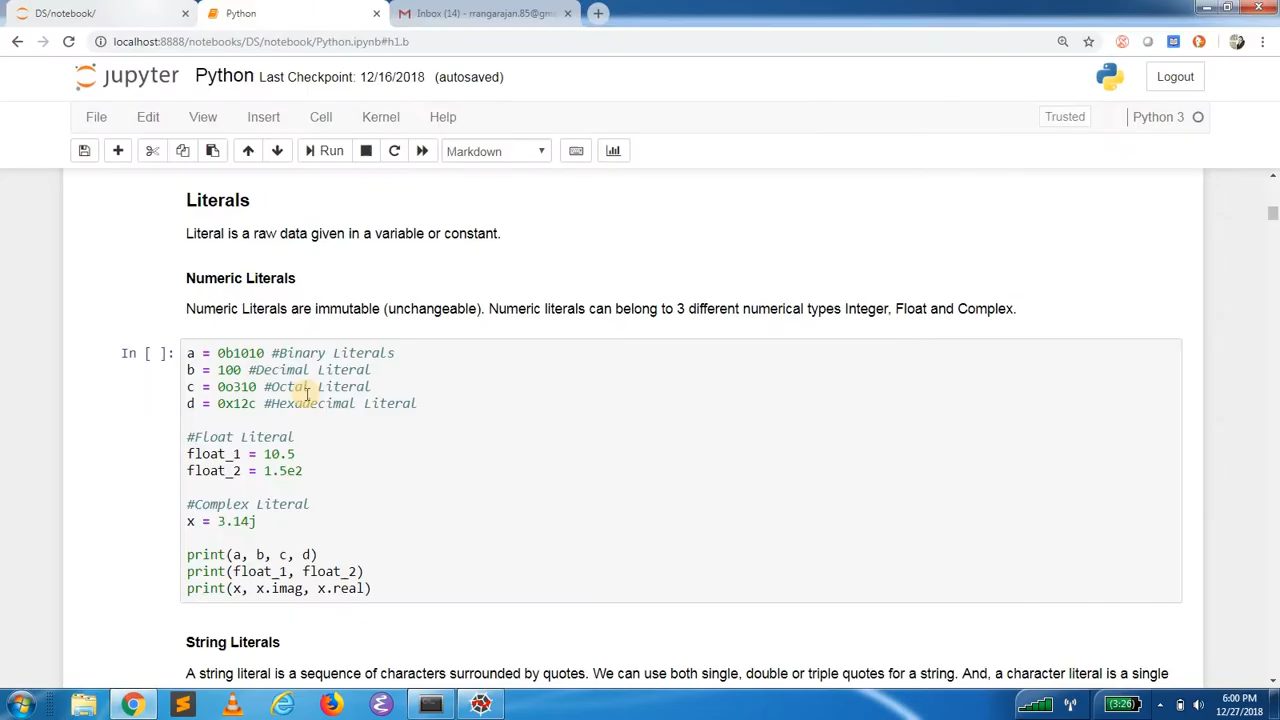 DS/notebook/
Python
Inbox (14) - rrangarajan.85@gm
localhost:8888/notebooks/DS/notebook/Python.ipynb#h1.b
jupyter Python Last Checkpoint: 12/16/2018 (autosaved)
Logout
File Edit View Insert Cell Kernel Help
Trusted
Python 3
Run
Markdown
Literals
Literal is a raw data given in a variable or constant.
Numeric Literals
Numeric Literals are immutable (unchangeable). Numeric literals can belong to 3 different numerical types Integer, Float and Complex.
In [ ]:
a = 0b1010 #Binary Literals
b = 100 #Decimal Literal
c = 0o310 #Octal Literal
d = 0x12c #Hexadecimal Literal
#Float Literal
float_1 = 10.5
float_2 = 1.5e2
#Complex Literal
x = 3.14j
print(a, b, c, d)
print(float_1, float_2)
print(x, x.imag, x.real)
String Literals
A string literal is a sequence of characters surrounded by quotes. We can use both single, double or triple quotes for a string. And, a character literal is a single
(3:26)
6:00 PM
12/27/2018